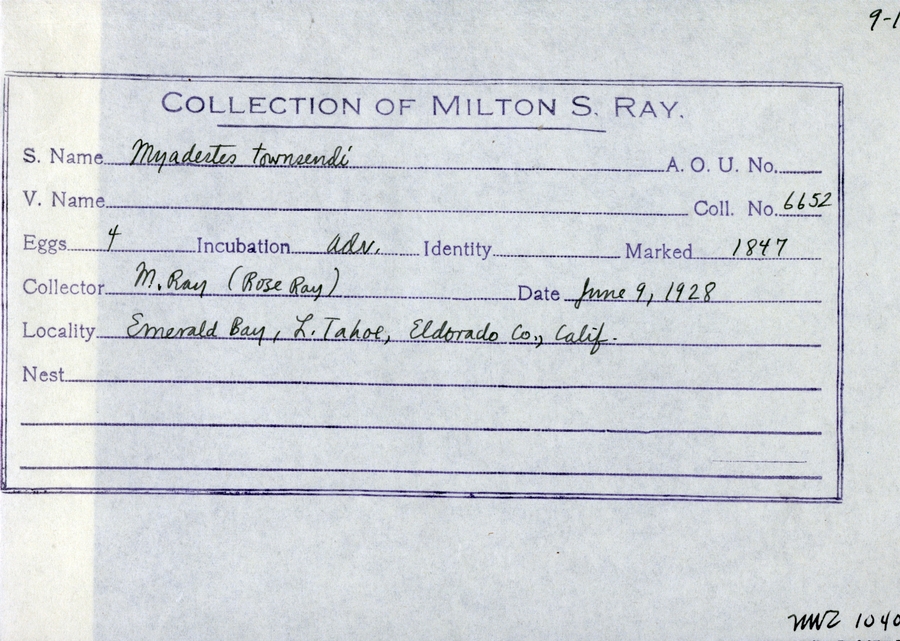 9-1
COLLECTION OF MILTON S. RAY.
S. Name Myadestes townsendi A. O. U. No.
V. Name Coll. No. 6652
Eggs 4 Incubation adv. Identity Marked 1847
Collector M. Ray (Rose Ray) Date June 9, 1928
Locality Emerald Bay, L. Tahoe, Eldorado Co., Calif.
Nest
MVZ 1040